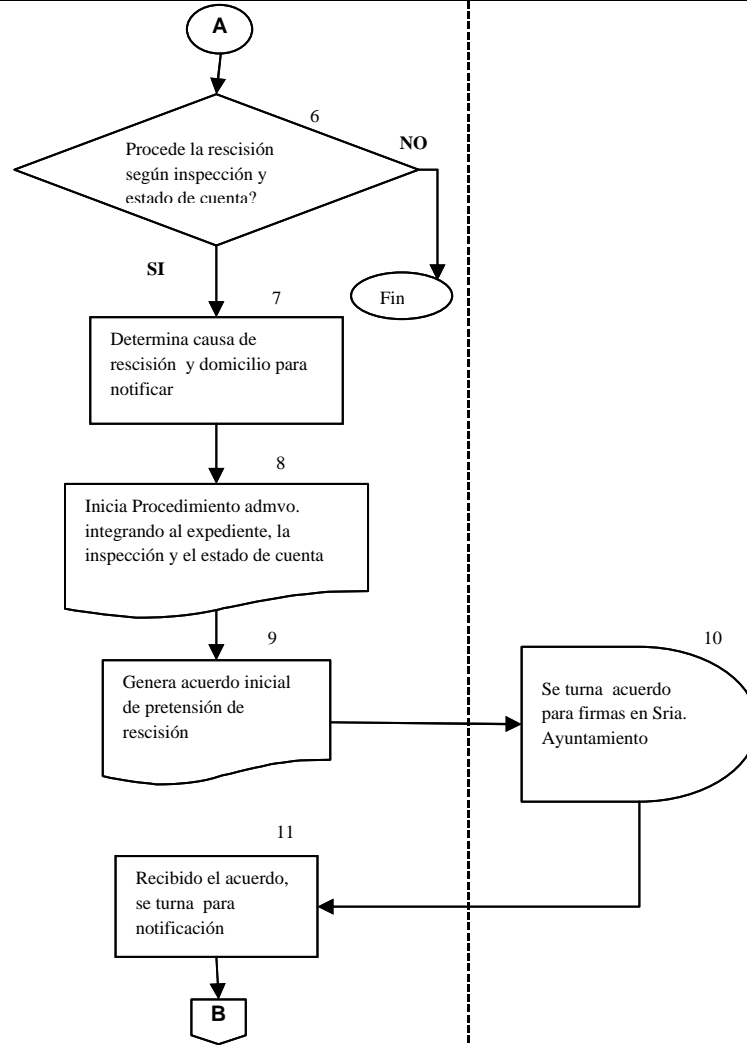 A
6
NO
Procede la rescisión
según inspección y
estado de cuenta?
SI
7
Fin
Determina causa de
rescisión y domicilio para
notificar
8
Inicia Procedimiento admvo.
integrando al expediente, la
inspección y el estado de cuenta
9
Genera acuerdo inicial
de pretensión de
rescisión
10
Se turna acuerdo
para firmas en Sria.
Ayuntamiento
11
Recibido el acuerdo,
se turna para
notificación
B